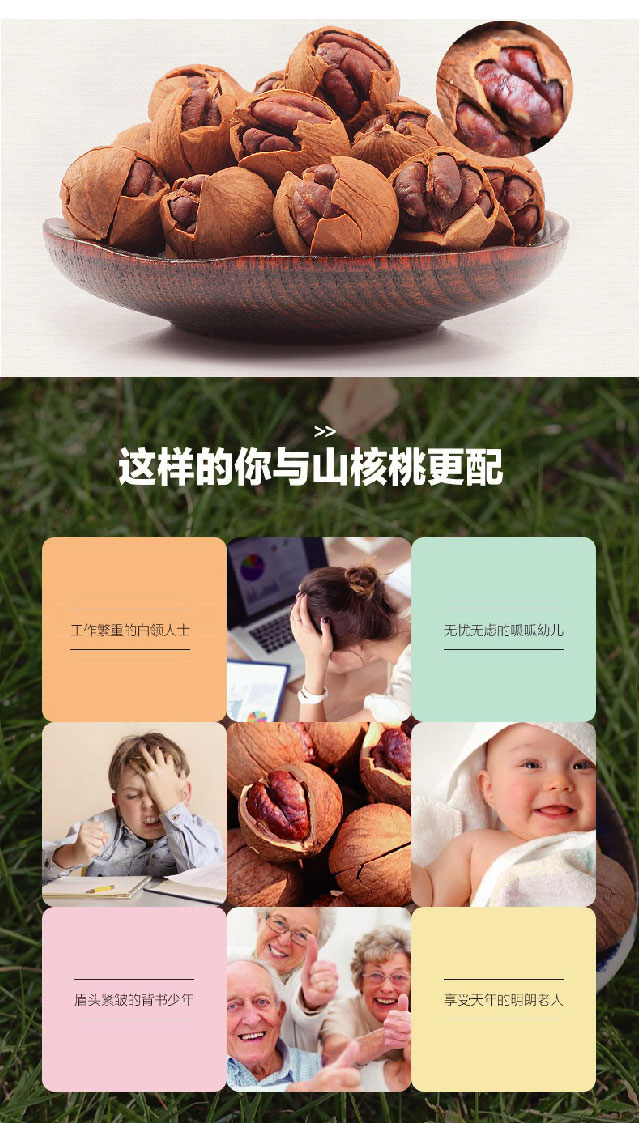 >>
这样的你与山核桃更配
工作繁重的白领人士
无忧无虑的呱呱幼儿
眉头紧皱的背书少年
享受天年的明朗老人